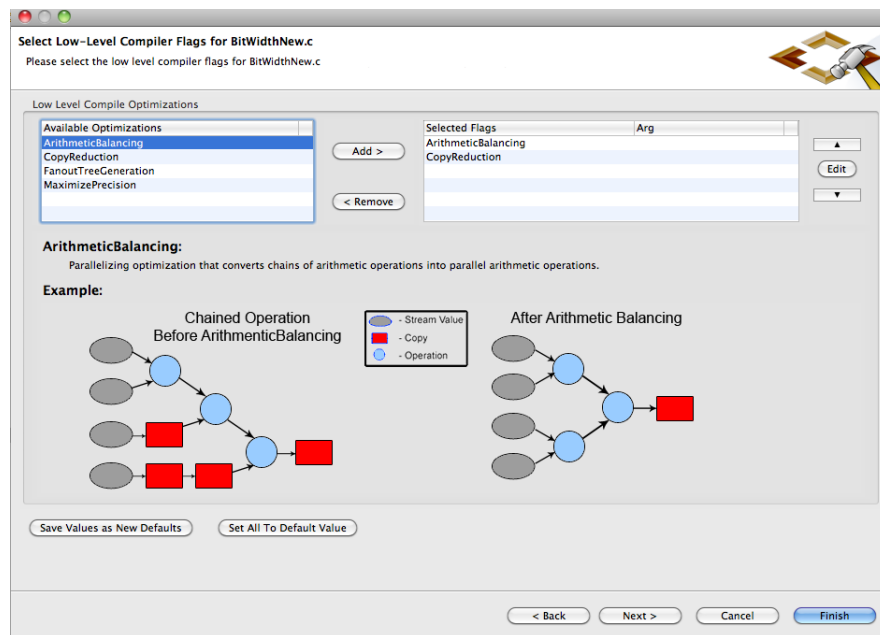 Select Low-Level Compiler Flags for BitWidthNew.c
Please select the low level compiler flags for BitWidthNew.c
Low Level Compile Optimizations
Available Optimizations
ArithmeticBalancing
CopyReduction
FanoutTreeGeneration
MaximizePrecision
Add >
< Remove
Selected Flags Arg
ArithmeticBalancing
CopyReduction
Edit
ArithmeticBalancing:
Parallelizing optimization that converts chains of arithmetic operations into parallel arithmetic operations.
Example:
Chained Operation
Before ArithmenticBalancing
- Stream Value
- Copy
- Operation
After Arithmetic Balancing
Save Values as New Defaults
Set All To Default Value
< Back
Next >
Cancel
Finish